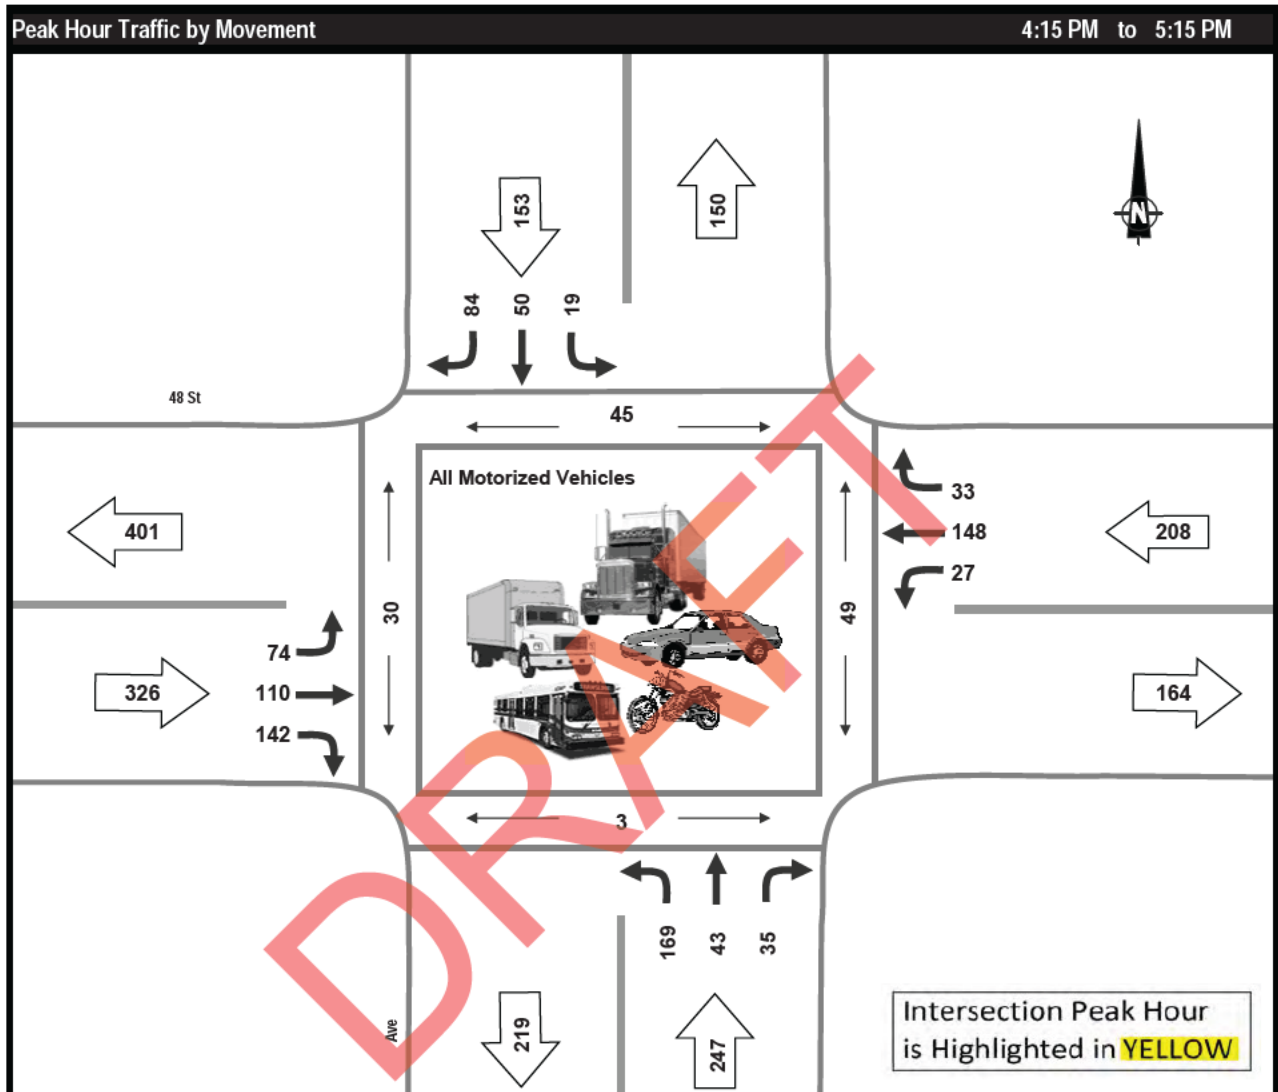 Peak Hour Traffic by Movement 4:15 PM to 5:15 PM
153
150
N
84 50 19
48 St
45
All Motorized Vehicles
33
401
148
208
27
30
49
74
326
110
164
142
3
169 43 35
Ave
219
247
Intersection Peak Hour
is Highlighted in YELLOW
DRAFT